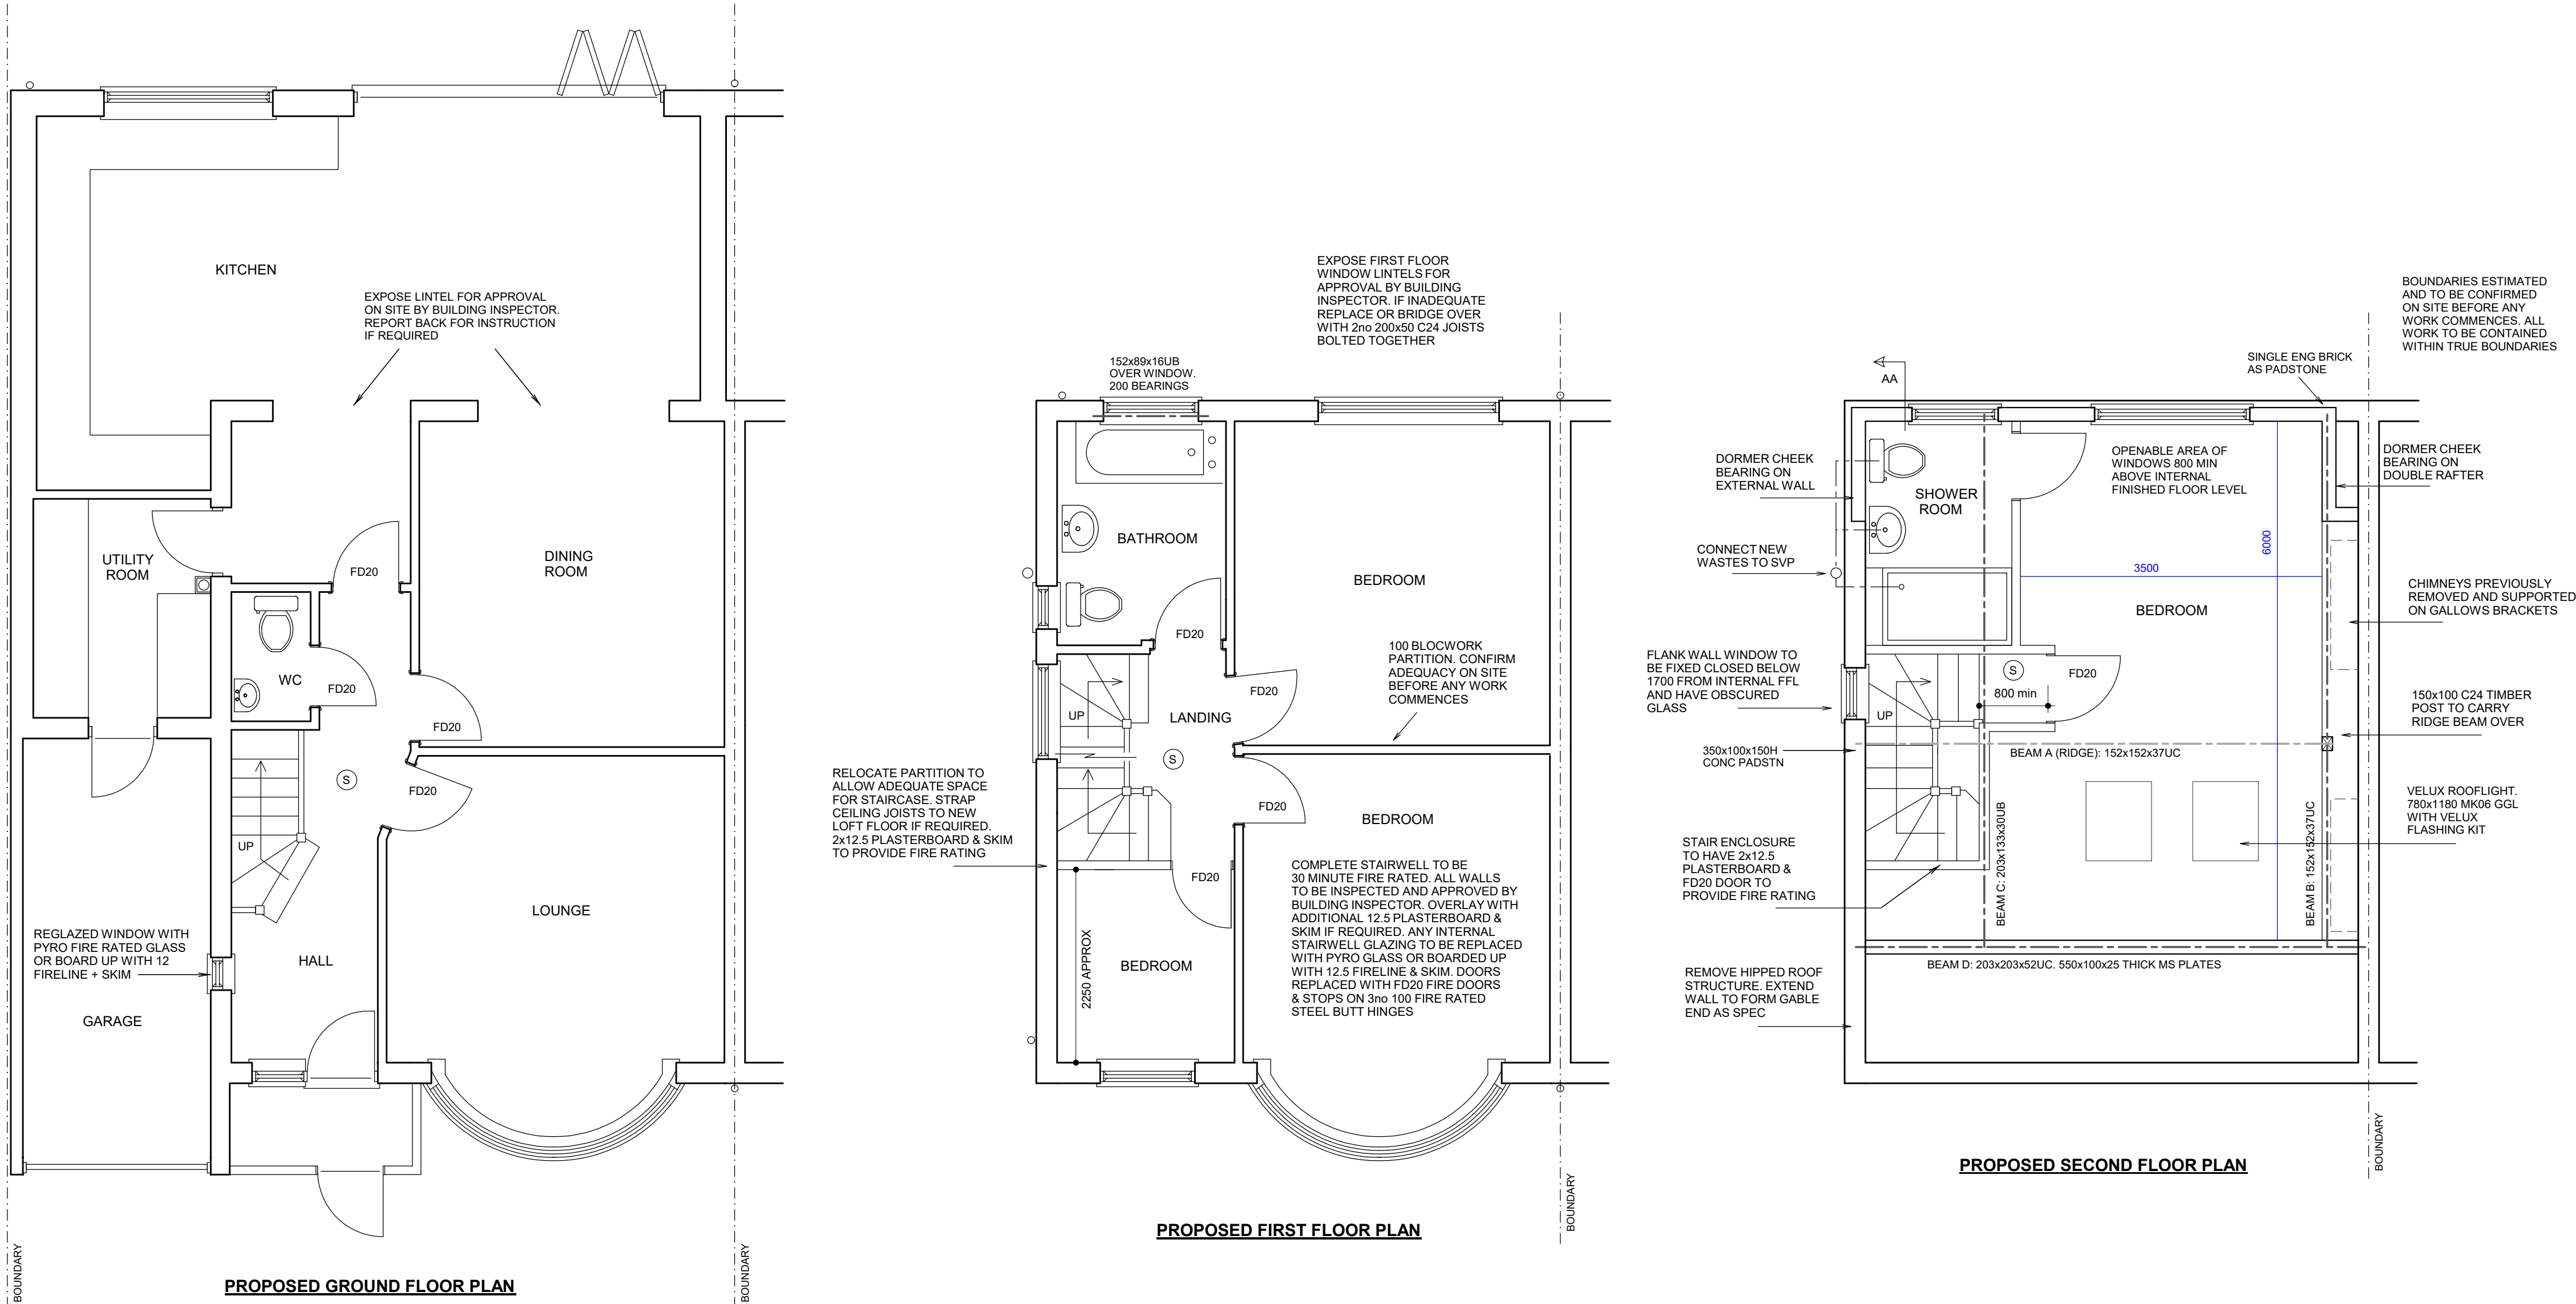 KITCHEN
EXPOSE LINTEL FOR APPROVAL
ON SITE BY BUILDING INSPECTOR.
REPORT BACK FOR INSTRUCTION
IF REQUIRED
UTILITY
ROOM
FD20
DINING
ROOM
WC
FD20
FD20
S
FD20
UP
LOUNGE
REGLAZED WINDOW WITH
PYRO FIRE RATED GLASS
OR BOARD UP WITH 12
FIRELINE + SKIM
HALL
GARAGE
BOUNDARY
BOUNDARY
PROPOSED GROUND FLOOR PLAN
EXPOSE FIRST FLOOR
WINDOW LINTELS FOR
APPROVAL BY BUILDING
INSPECTOR. IF INADEQUATE
REPLACE OR BRIDGE OVER
WITH 2no 200x50 C24 JOISTS
BOLTED TOGETHER
152x89x16UB
OVER WINDOW.
200 BEARINGS
BATHROOM
BEDROOM
FD20
100 BLOCWORK
PARTITION. CONFIRM
ADEQUACY ON SITE
BEFORE ANY WORK
COMMENCES
FD20
UP
LANDING
S
RELOCATE PARTITION TO
ALLOW ADEQUATE SPACE
FOR STAIRCASE. STRAP
CEILING JOISTS TO NEW
LOFT FLOOR IF REQUIRED.
2x12.5 PLASTERBOARD & SKIM
TO PROVIDE FIRE RATING
FD20
BEDROOM
FD20
COMPLETE STAIRWELL TO BE
30 MINUTE FIRE RATED. ALL WALLS
TO BE INSPECTED AND APPROVED BY
BUILDING INSPECTOR. OVERLAY WITH
ADDITIONAL 12.5 PLASTERBOARD &
SKIM IF REQUIRED. ANY INTERNAL
STAIRWELL GLAZING TO BE REPLACED
WITH PYRO GLASS OR BOARDED UP
WITH 12.5 FIRELINE & SKIM. DOORS
REPLACED WITH FD20 FIRE DOORS
& STOPS ON 3no 100 FIRE RATED
STEEL BUTT HINGES
2250 APPROX
BEDROOM
BOUNDARY
PROPOSED FIRST FLOOR PLAN
BOUNDARIES ESTIMATED
AND TO BE CONFIRMED
ON SITE BEFORE ANY
WORK COMMENCES. ALL
WORK TO BE CONTAINED
WITHIN TRUE BOUNDARIES
SINGLE ENG BRICK
AS PADSTONE
AA
DORMER CHEEK
BEARING ON
EXTERNAL WALL
SHOWER
ROOM
OPENABLE AREA OF
WINDOWS 800 MIN
ABOVE INTERNAL
FINISHED FLOOR LEVEL
DORMER CHEEK
BEARING ON
DOUBLE RAFTER
6000
CONNECT NEW
WASTES TO SVP
3500
BEDROOM
CHIMNEYS PREVIOUSLY
REMOVED AND SUPPORTED
ON GALLOWS BRACKETS
FLANK WALL WINDOW TO
BE FIXED CLOSED BELOW
1700 FROM INTERNAL FFL
AND HAVE OBSCURED
GLASS
S
FD20
800 min
UP
150x100 C24 TIMBER
POST TO CARRY
RIDGE BEAM OVER
350x100x150H
CONC PADSTN
BEAM A (RIDGE): 152x152x37UC
BEAM C: 203x133x30UB
BEAM B: 152x152x37UC
VELUX ROOFLIGHT.
780x1180 MK06 GGL
WITH VELUX
FLASHING KIT
STAIR ENCLOSURE
TO HAVE 2x12.5
PLASTERBOARD &
FD20 DOOR TO
PROVIDE FIRE RATING
BEAM D: 203x203x52UC. 550x100x25 THICK MS PLATES
REMOVE HIPPED ROOF
STRUCTURE. EXTEND
WALL TO FORM GABLE
END AS SPEC
BOUNDARY
PROPOSED SECOND FLOOR PLAN